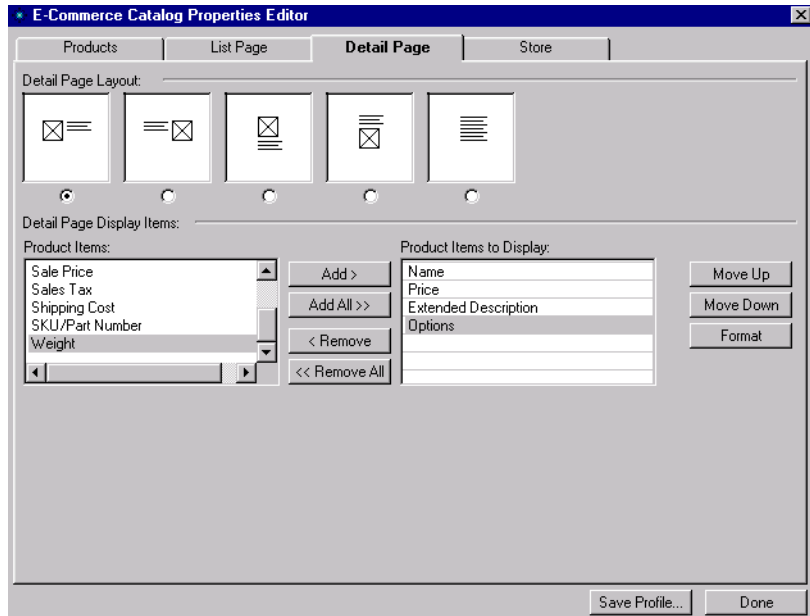 E-Commerce Catalog Properties Editor
Products
List Page
Detail Page
Store
Detail Page Layout:
Detail Page Display Items:
Product Items:
Sale Price
Sales Tax
Shipping Cost
SKU/Part Number
Weight
Add >
Add All >>
< Remove
<< Remove All
Product Items to Display:
Name
Price
Extended Description
Options
Move Up
Move Down
Format
Save Profile...
Done